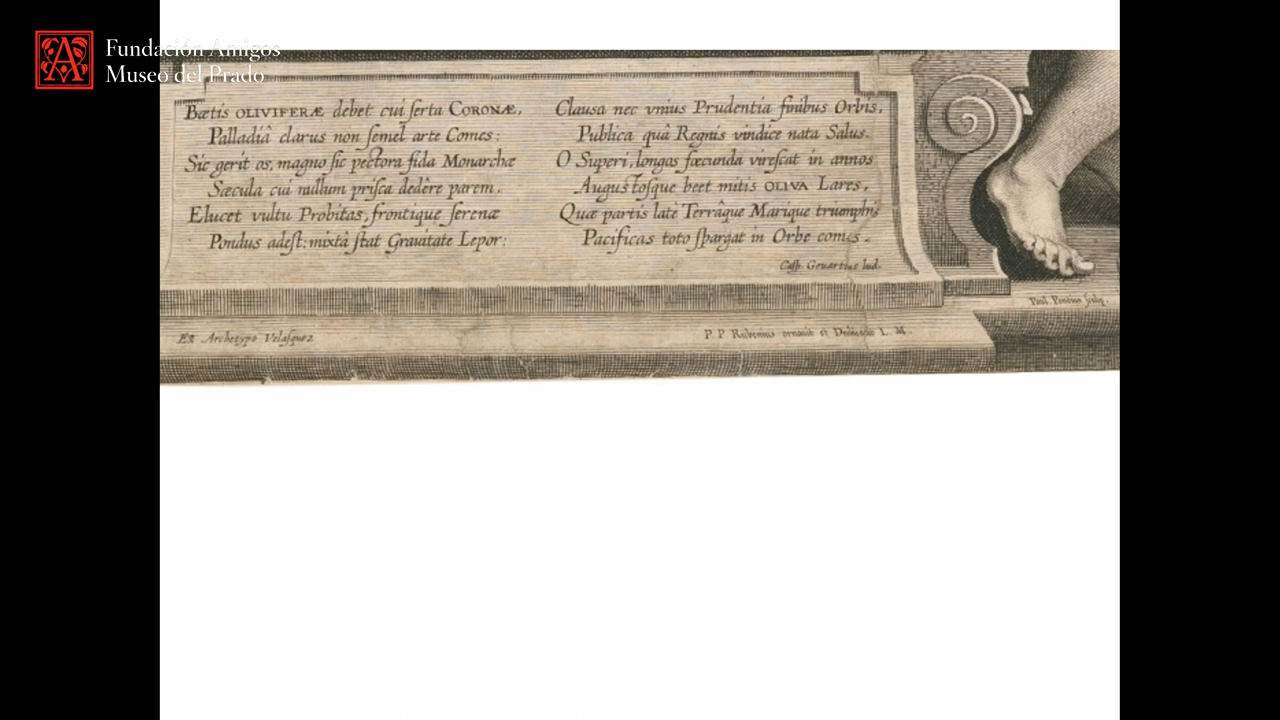 Fundación Amigos
Museo del Prado
Bætis OLIVIFERÆ debet cui ſerta CORONÆ,
Palladiâ clarus non ſemel arte Comes:
Sic gerit os, magno ſic pectora fida Monarchæ
Sæcula cui nullum priſca dedêre parem.
Elucet vultu Probitas, frontique ſerenæ
Pondus adeſt: mixtâ ſtat Grauitate Lepor:
Clausa nec vnius Prudentia finibus Orbis,
Publica quâ Regnis vindice nata Salus.
O Superi, longos fœcunda vireſcat in annos
Auguſtoſque beet mitis OLIVA Lares,
Quæ partis latè Terrâque Marique triumphis
Pacificas toto ſpargat in Orbe comas.
Caſp. Gevartius lud.
Paul. Pontius ſculp.
Ex Archetypo Velaſquez
P. P. Rubenius ornauit et Dedicauit L. M.